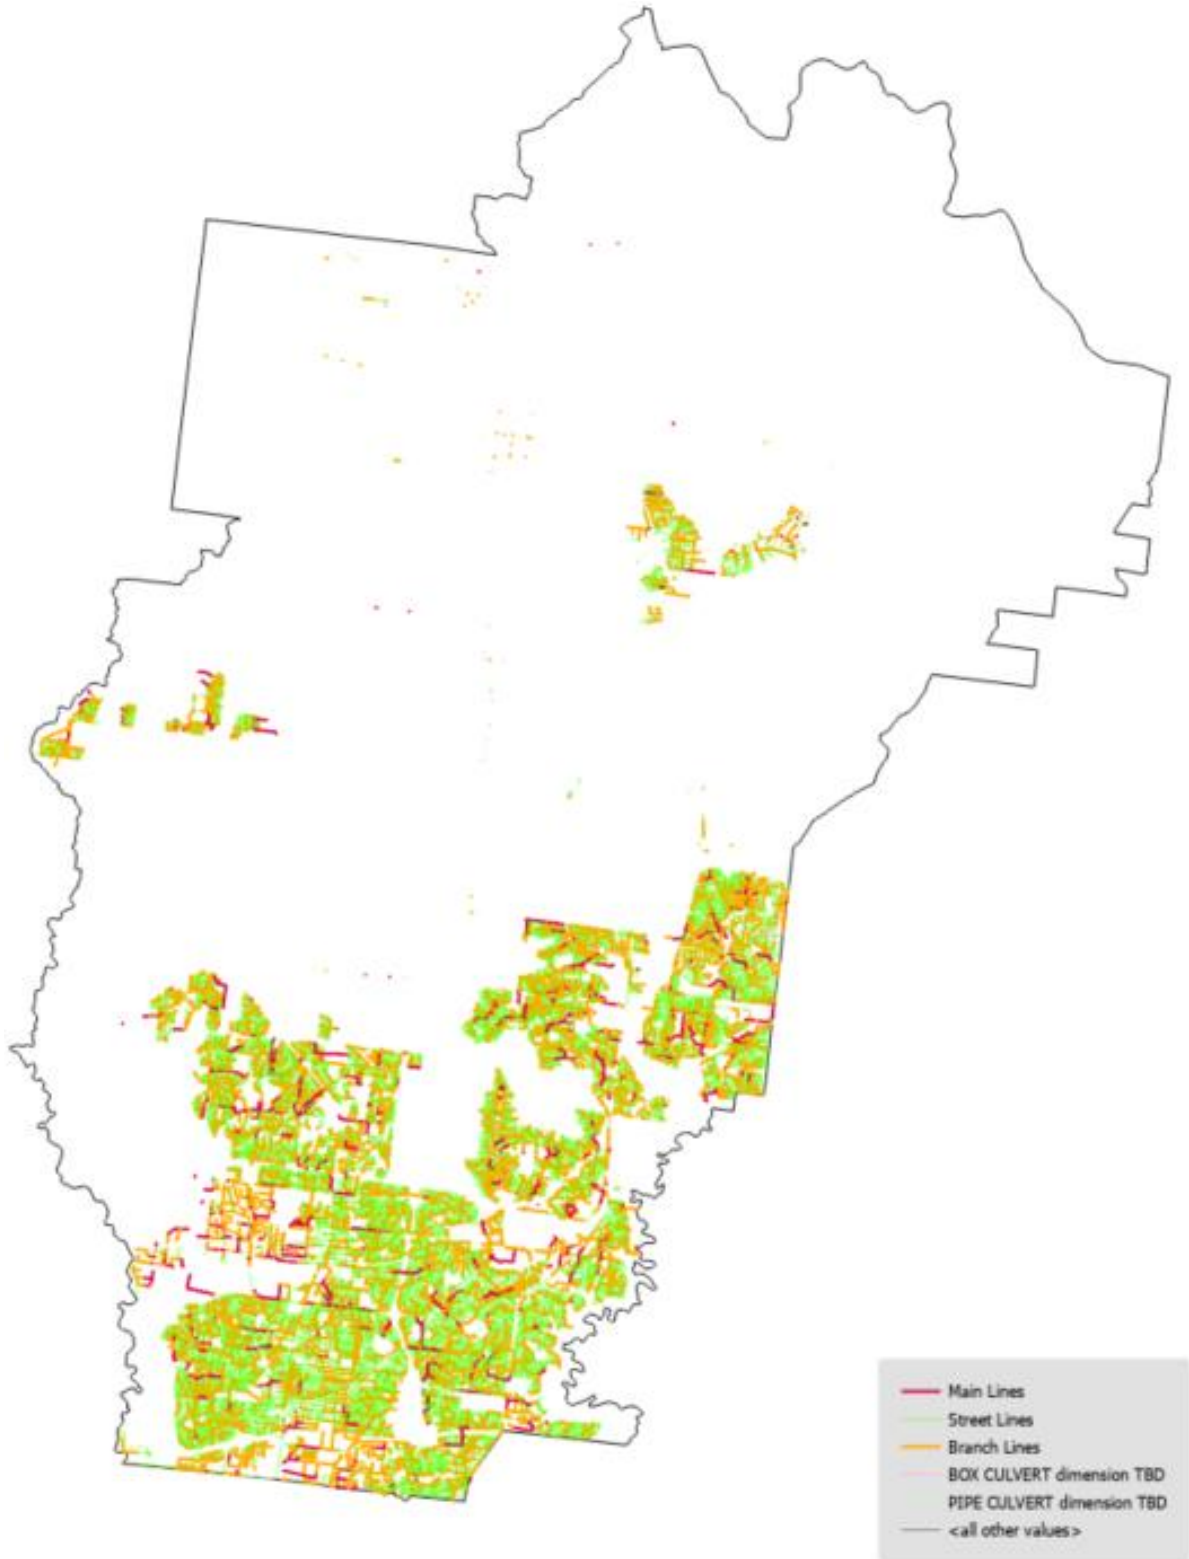 Main Lines
Street Lines
Branch Lines
BOX CULVERT dimension TBD
PIPE CULVERT dimension TBD
<all other values>